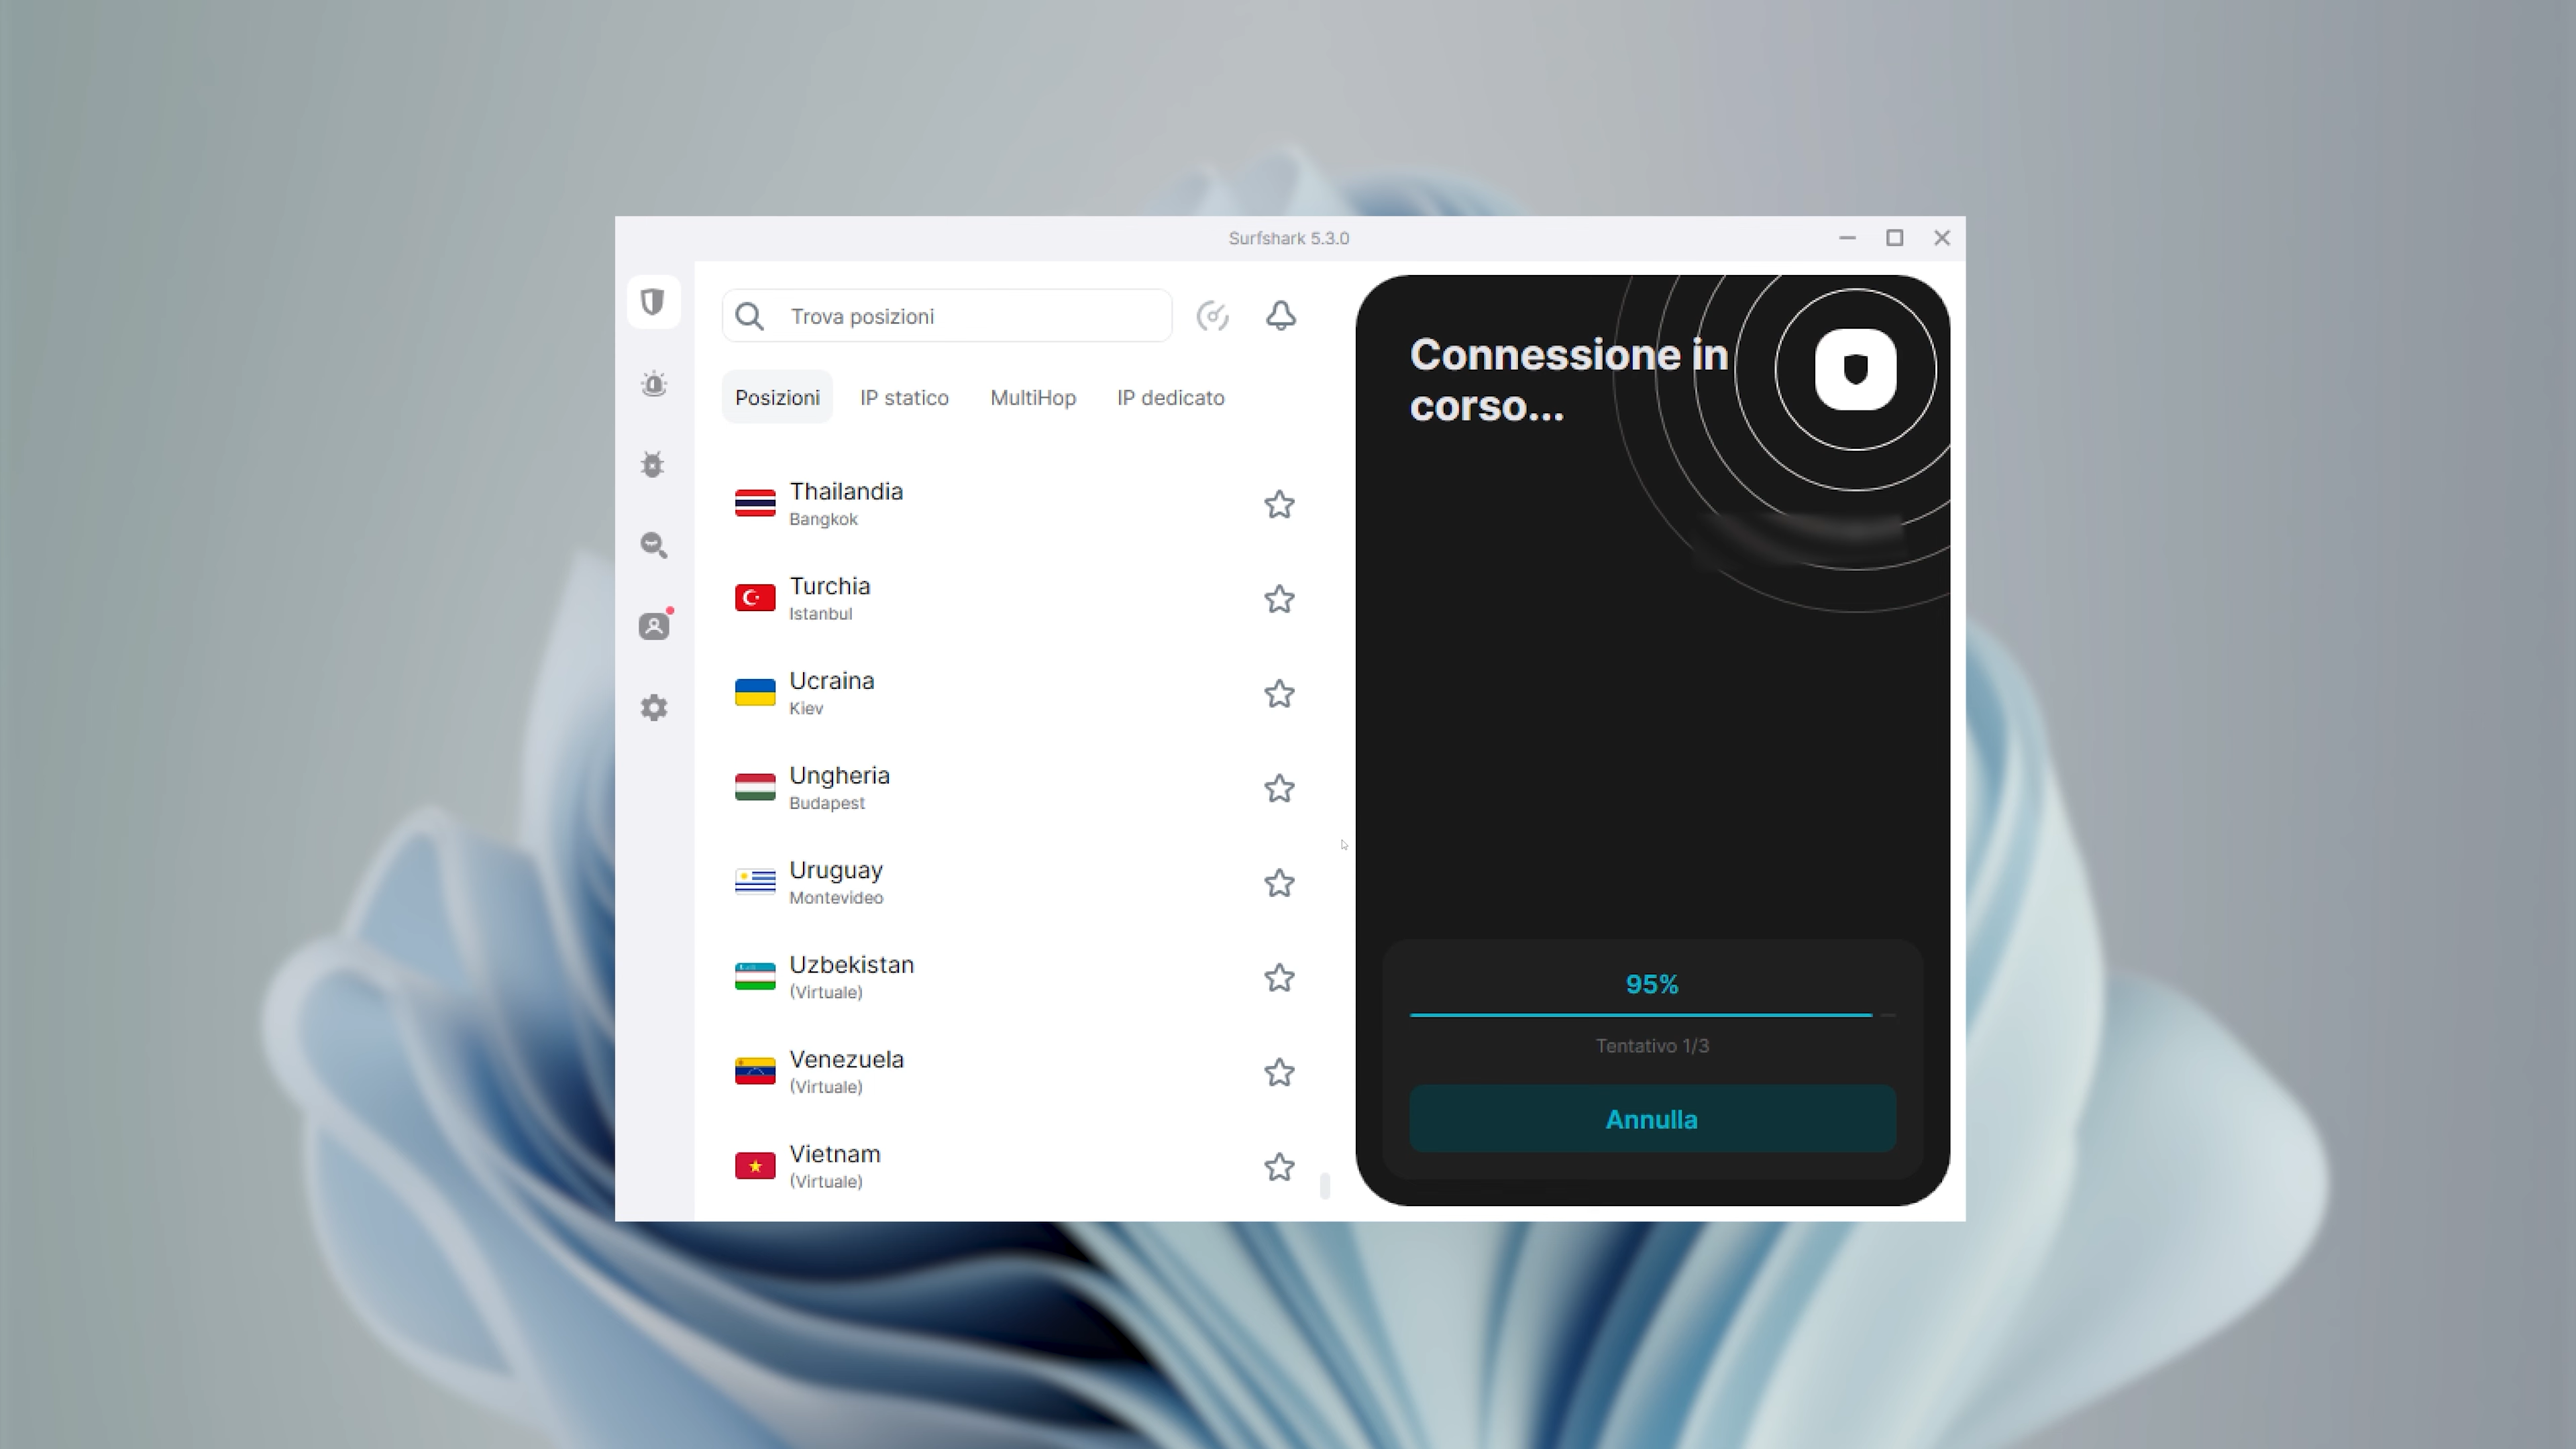 Surfshark 5.3.0
Trova posizioni
Posizioni IP statico MultiHop IP dedicato
Thailandia
Bangkok
Turchia
Istanbul
Ucraina
Kiev
Ungheria
Budapest
Uruguay
Montevideo
Uzbekistan
(Virtuale)
Venezuela
(Virtuale)
Vietnam
(Virtuale)
Connessione in
corso...
95%
Tentativo 1/3
Annulla